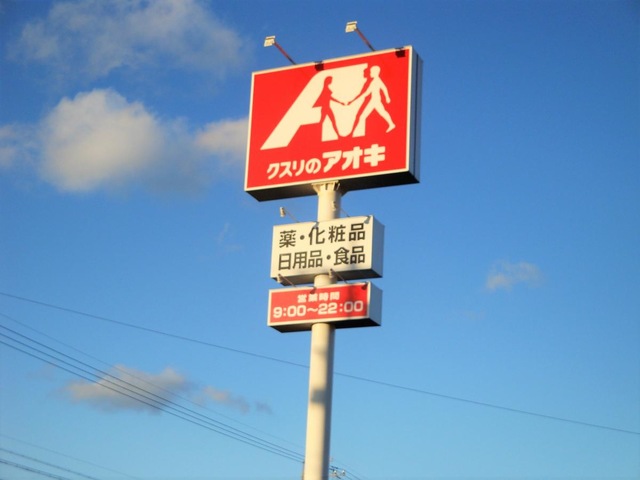 クスリのアオキ
薬・化粧品
日用品・食品
営業時間
9:00～22:00